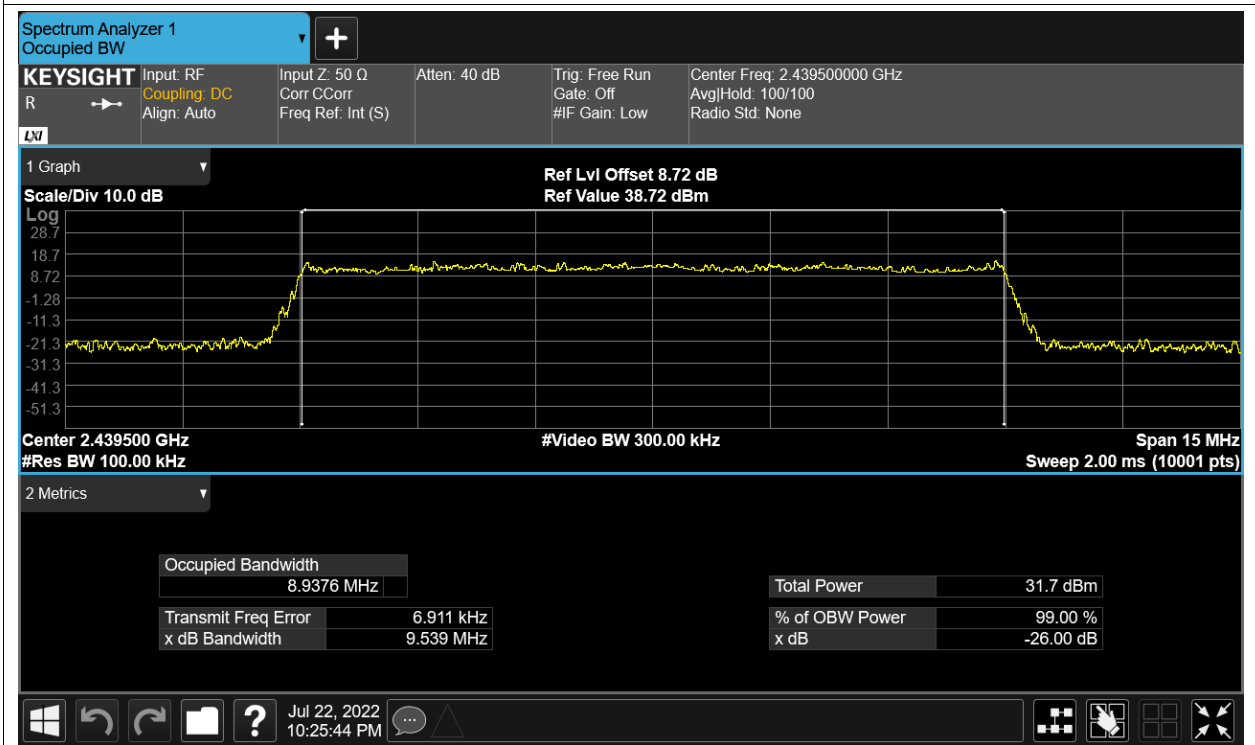 Spectrum Analyzer 1
Occupied BW
KEYSIGHT
R
LXI
Input: RF
Coupling: DC
Align: Auto
Input Z: 50 Ω
Corr CCorr
Freq Ref: Int (S)
Atten: 40 dB
Trig: Free Run
Gate: Off
#IF Gain: Low
Center Freq: 2.439500000 GHz
Avg|Hold: 100/100
Radio Std: None
1 Graph
Scale/Div 10.0 dB
Ref Lvl Offset 8.72 dB
Ref Value 38.72 dBm
Log
28.7
18.7
8.72
-1.28
-11.3
-21.3
-31.3
-41.3
-51.3
Center 2.439500 GHz
#Video BW 300.00 kHz
Span 15 MHz
#Res BW 100.00 kHz
Sweep 2.00 ms (10001 pts)
2 Metrics
Occupied Bandwidth
8.9376 MHz
Transmit Freq Error 6.911 kHz
x dB Bandwidth 9.539 MHz
Total Power 31.7 dBm
% of OBW Power 99.00 %
x dB -26.00 dB
Jul 22, 2022
10:25:44 PM